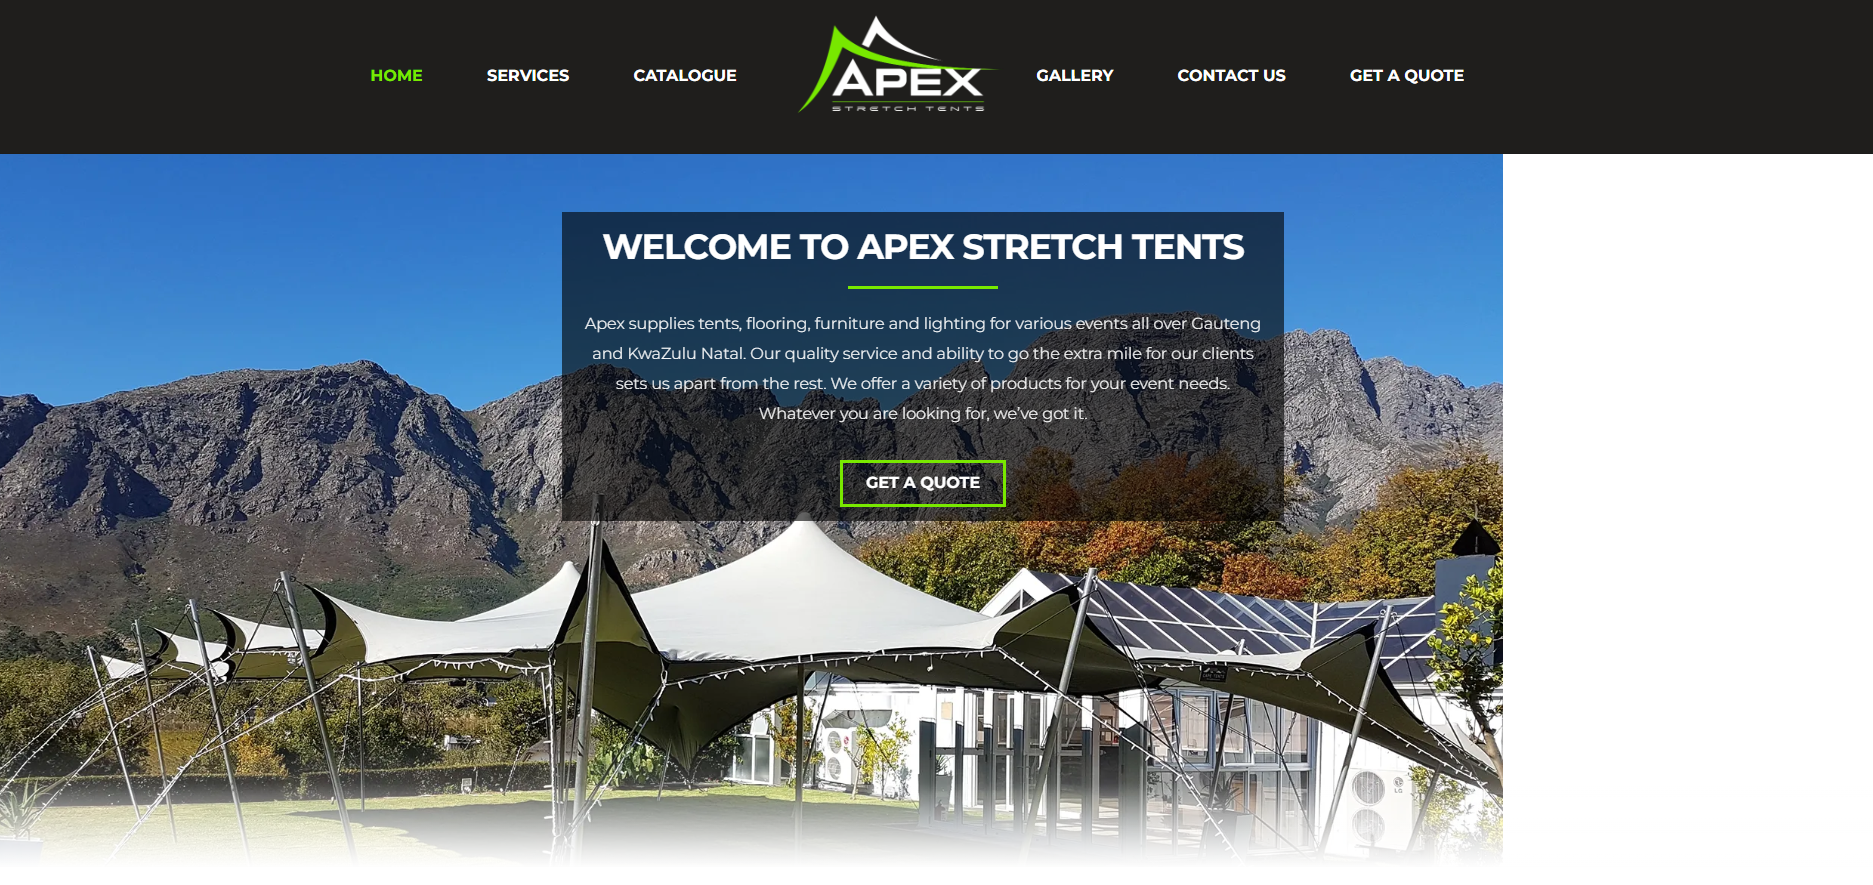 HOME
SERVICES
CATALOGUE
APEX
STRETCH TENTS
GALLERY
CONTACT US
GET A QUOTE
WELCOME TO APEX STRETCH TENTS
Apex supplies tents, flooring, furniture and lighting for various events all over Gauteng
and KwaZulu Natal. Our quality service and ability to go the extra mile for our clients
sets us apart from the rest. We offer a variety of products for your event needs.
Whatever you are looking for, we've got it.
GET A QUOTE
LG